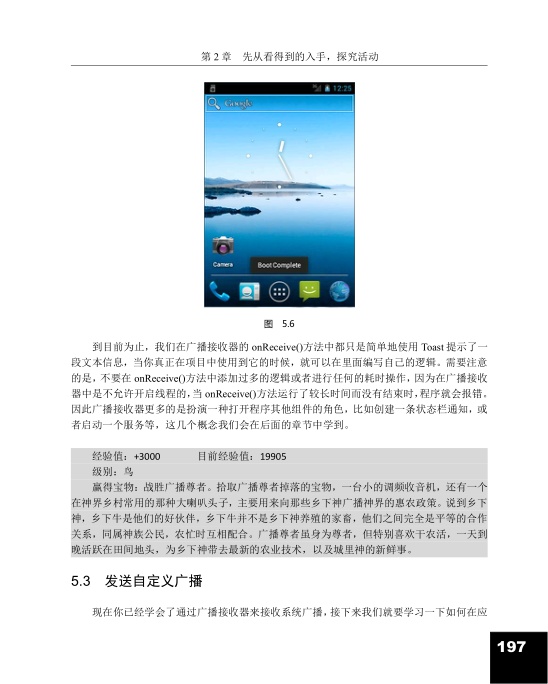 第 2 章 先从看得到的入手，探究活动
12:25
Google
Camera
Boot Complete
图 5.6
到目前为止，我们在广播接收器的 onReceive()方法中都只是简单地使用 Toast 提示了一
段文本信息，当你真正在项目中使用到它的时候，就可以在里面编写自己的逻辑。需要注意
的是，不要在 onReceive()方法中添加过多的逻辑或者进行任何的耗时操作，因为在广播接收
器中是不允许开启线程的，当 onReceive()方法运行了较长时间而没有结束时，程序就会报错。
因此广播接收器更多的是扮演一种打开程序其他组件的角色，比如创建一条状态栏通知，或
者启动一个服务等，这几个概念我们会在后面的章节中学到。
经验值：+3000 目前经验值：19905
级别：鸟
赢得宝物：战胜广播尊者。拾取广播尊者掉落的宝物，一台小的调频收音机，还有一个
在神界乡村常用的那种大喇叭头子，主要用来向那些乡下神广播神界的惠农政策。说到乡下
神，乡下牛是他们的好伙伴，乡下牛并不是乡下神养殖的家畜，他们之间完全是平等的合作
关系，同属神族公民，农忙时互相配合。广播尊者虽身为尊者，但特别喜欢干农活，一天到
晚活跃在田间地头，为乡下神带去最新的农业技术，以及城里神的新鲜事。
5.3 发送自定义广播
现在你已经学会了通过广播接收器来接收系统广播，接下来我们就要学习一下如何在应
197